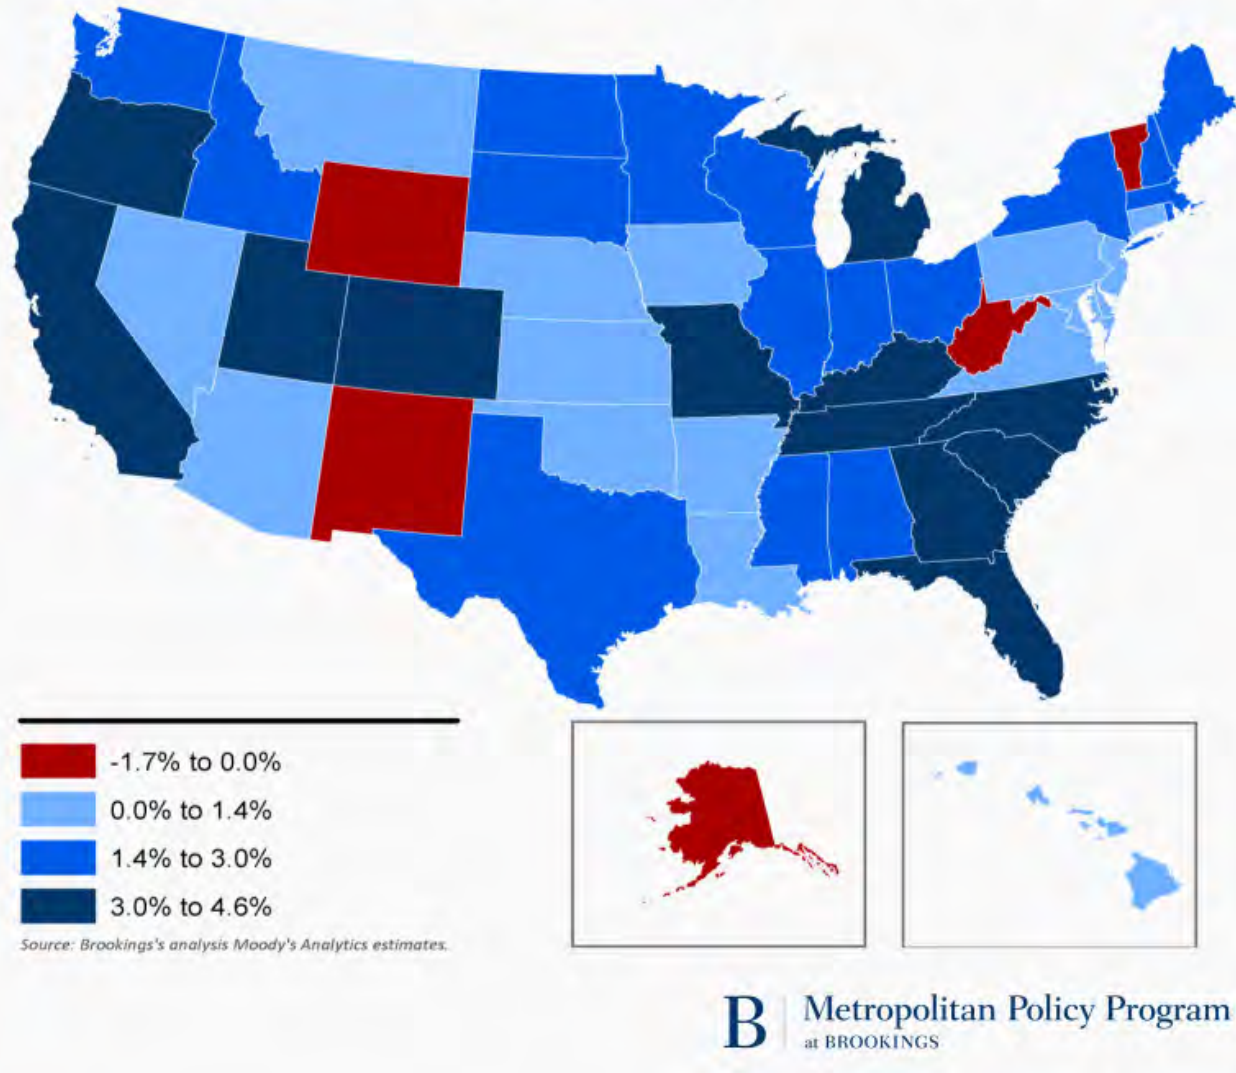 -1.7% to 0.0%
0.0% to 1.4%
1.4% to 3.0%
3.0% to 4.6%
Source: Brookings's analysis Moody's Analytics estimates.
B | Metropolitan Policy Program
at BROOKINGS